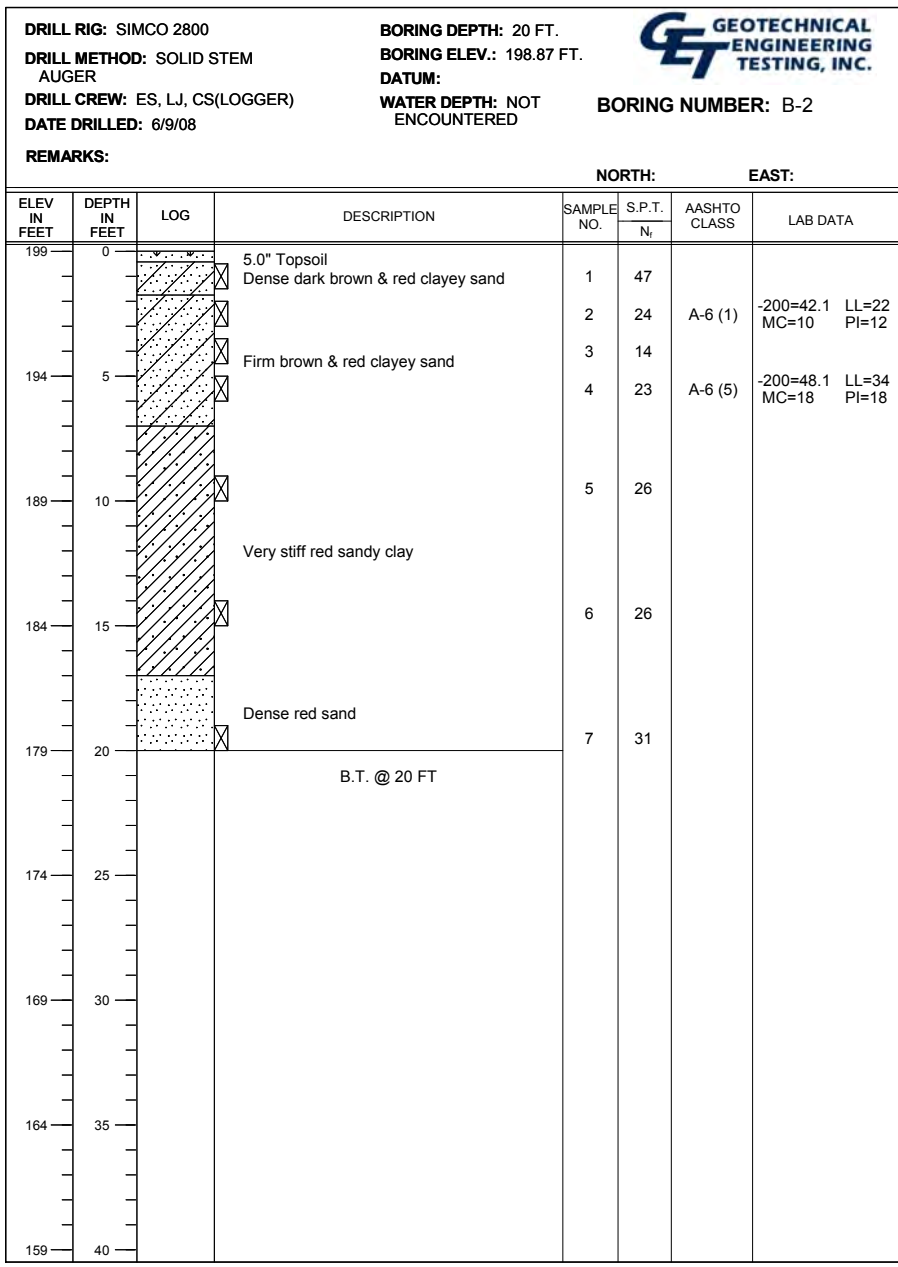 DRILL RIG: SIMCO 2800
DRILL METHOD: SOLID STEM
AUGER
DRILL CREW: ES, LJ, CS(LOGGER)
DATE DRILLED: 6/9/08
REMARKS:
BORING DEPTH: 20 FT.
BORING ELEV.: 198.87 FT.
DATUM:
WATER DEPTH: NOT
ENCOUNTERED
GET GEOTECHNICAL
ENGINEERING
TESTING, INC.
BORING NUMBER: B-2
NORTH: EAST:
ELEV IN FEET DEPTH IN FEET LOG DESCRIPTION SAMPLE NO. S.P.T. Nf AASHTO CLASS LAB DATA
199 0
5.0" Topsoil
Dense dark brown & red clayey sand 1 47
2 24 A-6 (1) -200=42.1 LL=22
MC=10 PI=12
3 14
Firm brown & red clayey sand
194 5
4 23 A-6 (5) -200=48.1 LL=34
MC=18 PI=18
189 10 5 26
Very stiff red sandy clay
184 15 6 26
Dense red sand
179 20 7 31
B.T. @ 20 FT
174 25
169 30
164 35
159 40